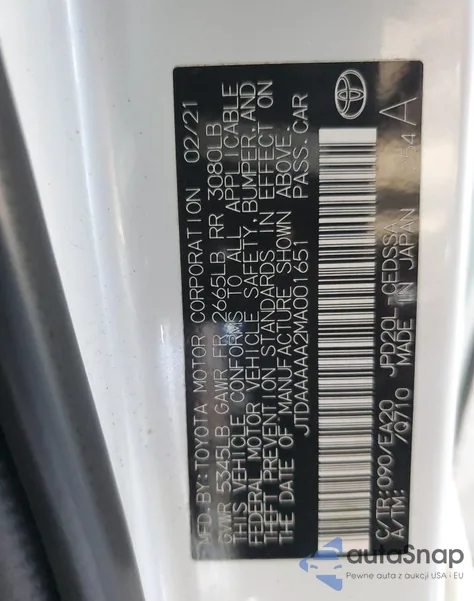 MFD.BY:TOYOTA MOTOR CORPORATION 02/21
GVWR 5345LB GAWR FR 2665LB RR 3080LB
THIS VEHICLE CONFORMS TO ALL APPLICABLE
FEDERAL MOTOR VEHICLE SAFETY, BUMPER, AND
THEFT PREVENTION STANDARDS IN EFFECT ON
THE DATE OF MANUFACTURE SHOWN ABOVE.
JTDAAAAA2MA001651 PASS.CAR
C/TR:090/EA20 JPD20L-CEDSSA
A/TM: /0710 MADE IN JAPAN
54 A
autoSnap
Pewne auta z aukcji USA i EU